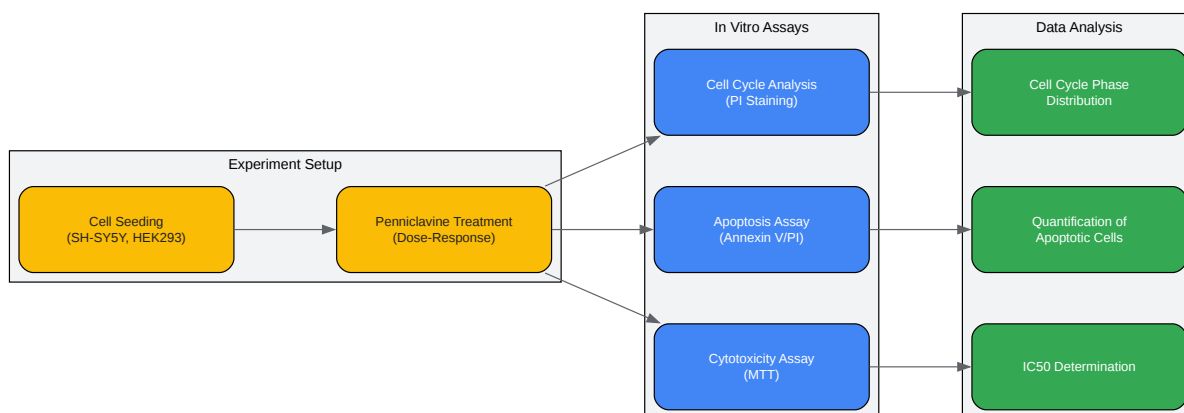 In Vitro Assays
Data Analysis
Cell Cycle Analysis
(PI Staining)
Cell Cycle Phase
Distribution
Experiment Setup
Cell Seeding
(SH-SY5Y, HEK293)
Penniclavine Treatment
(Dose-Response)
Apoptosis Assay
(Annexin V/PI)
Quantification of
Apoptotic Cells
Cytotoxicity Assay
(MTT)
IC50 Determination